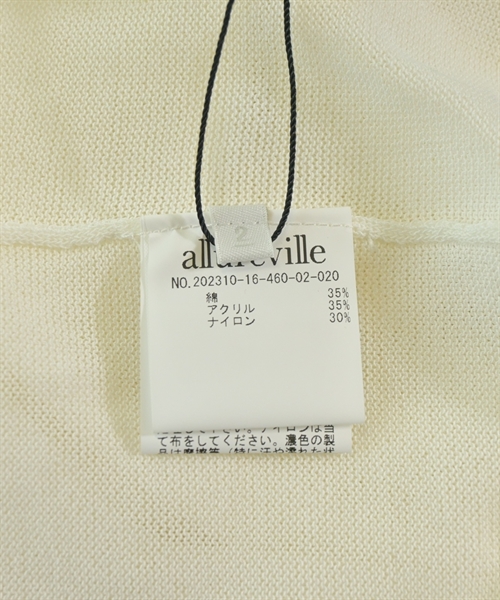 2
allureville
NO.202310-16-460-02-020
綿 35%
アクリル 35%
ナイロン 30%
て布をしてください。濃色の製